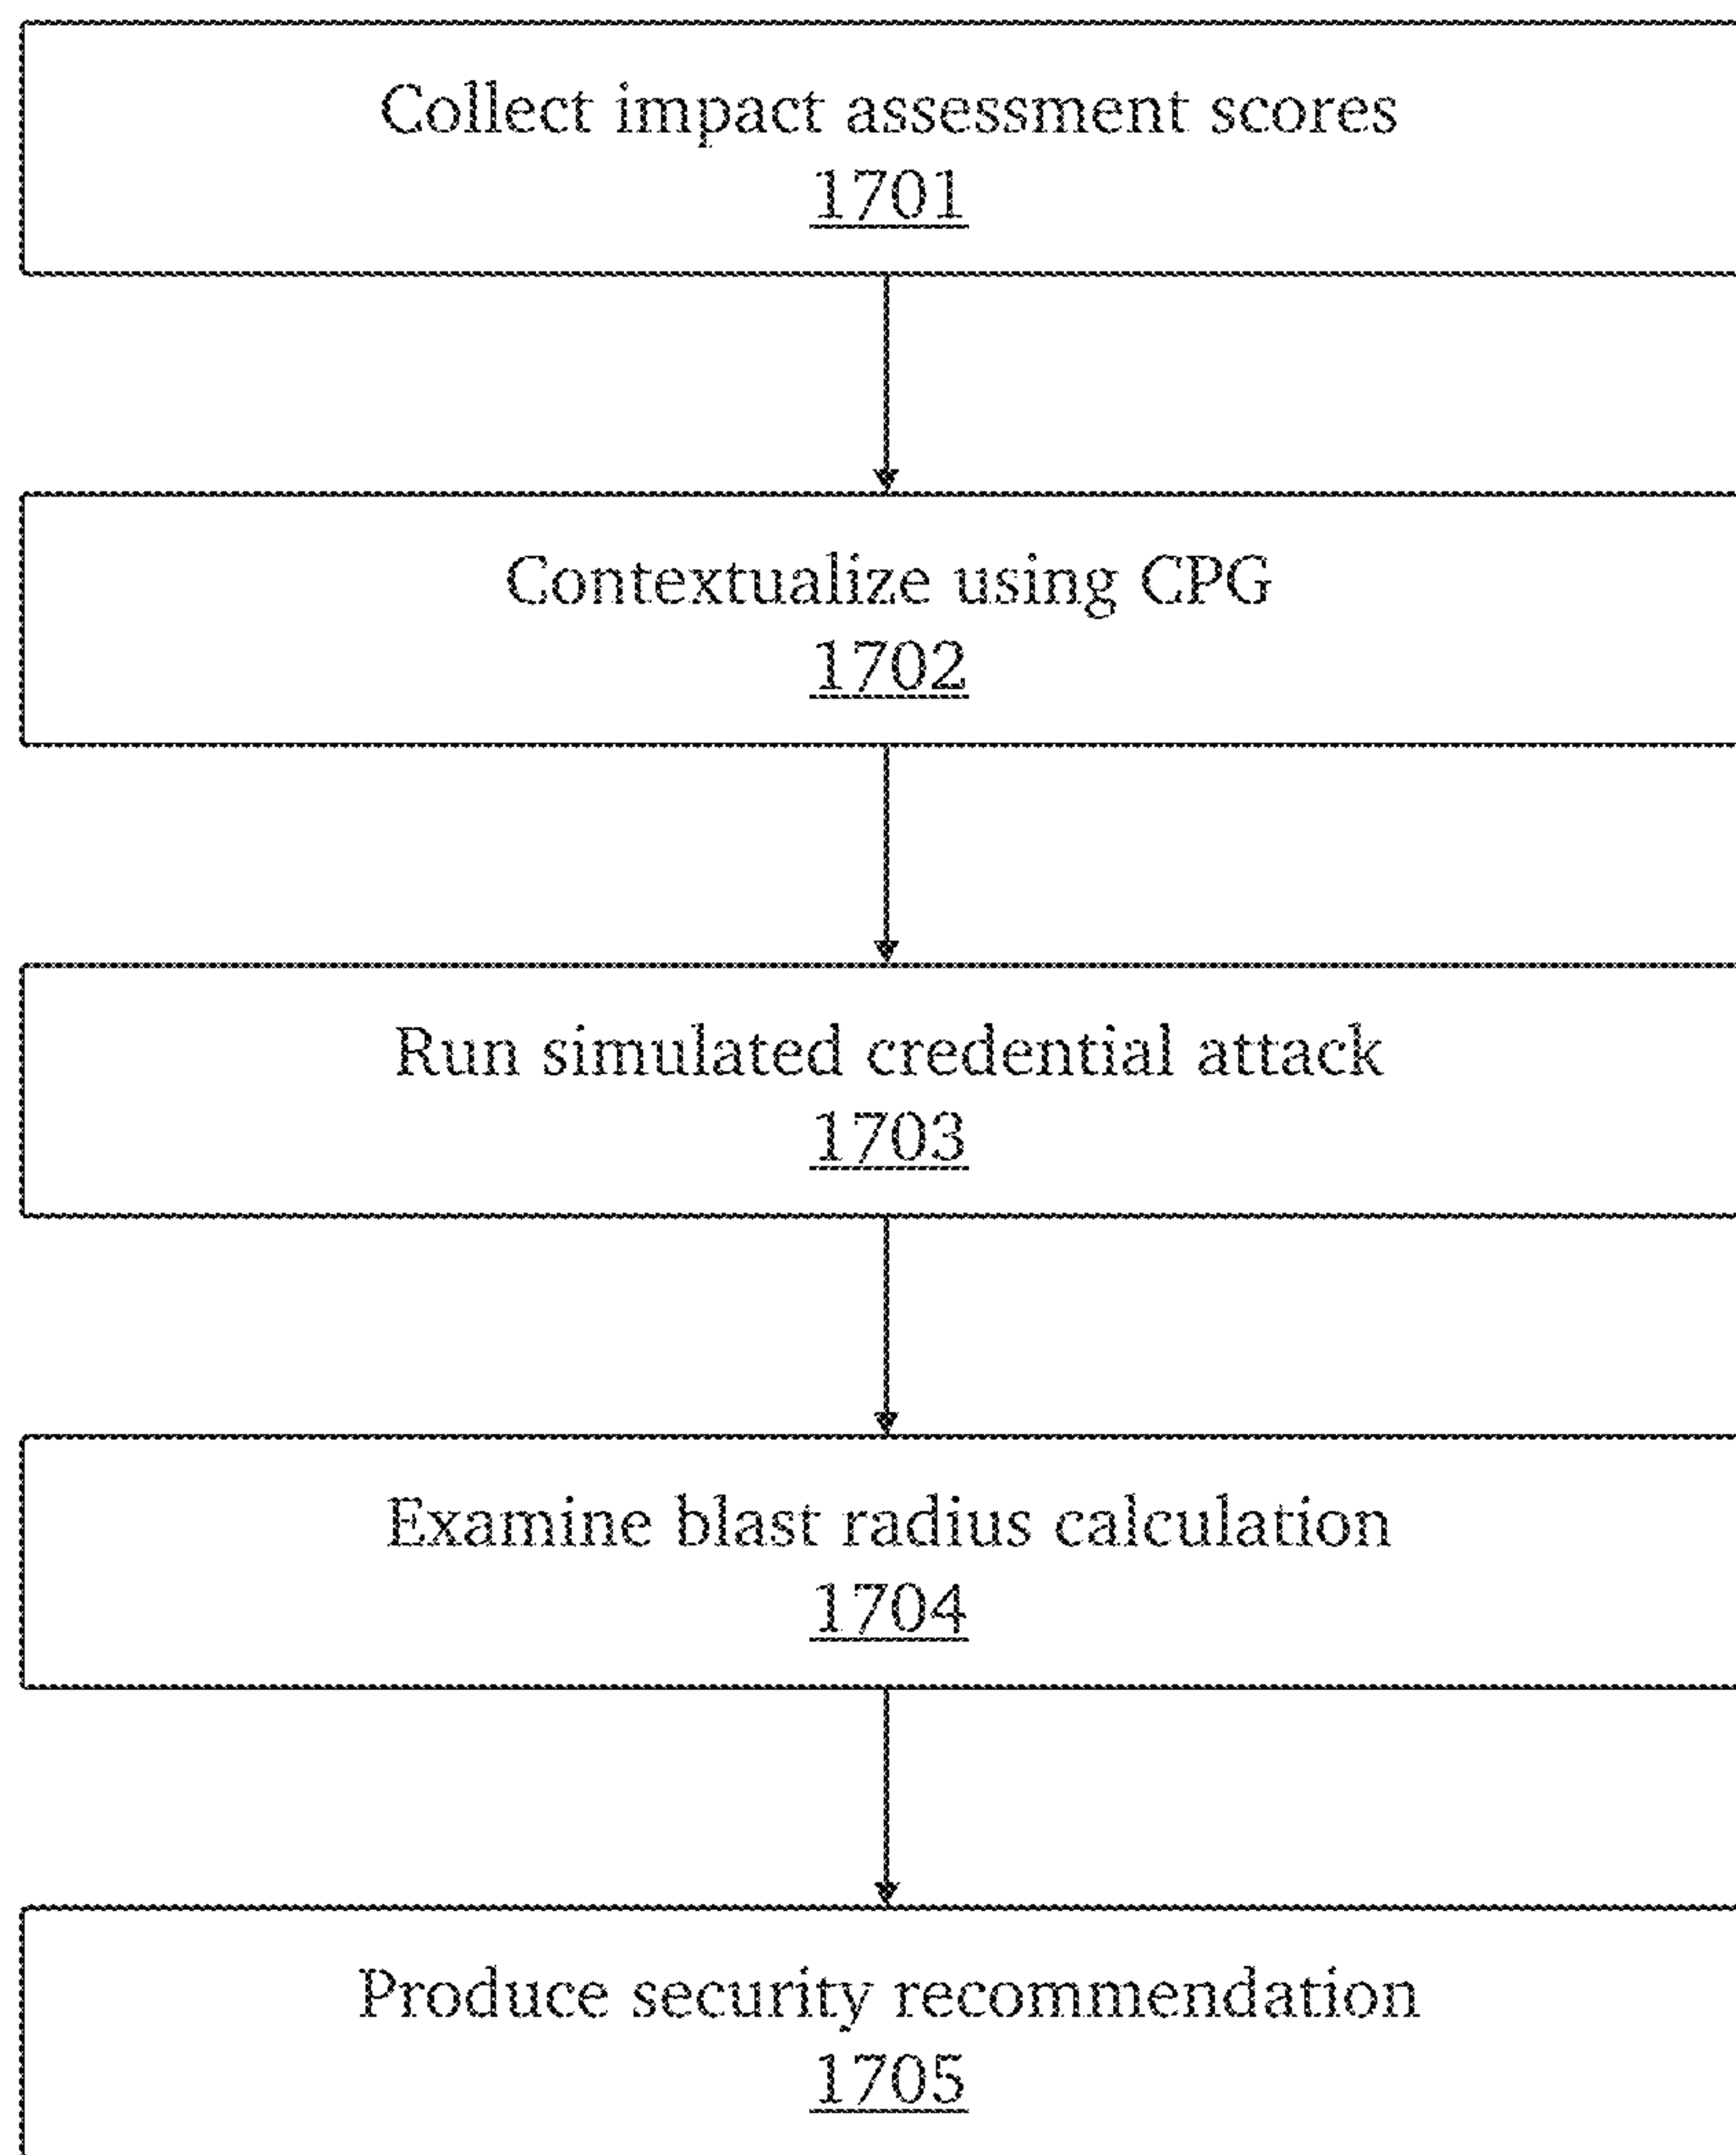 Collect impact assessment scores
1701
Contextualize using CPG
1702
Run simulated credential attack
1703
Examine blast radius calculation
1704
Produce security recommendation
1705